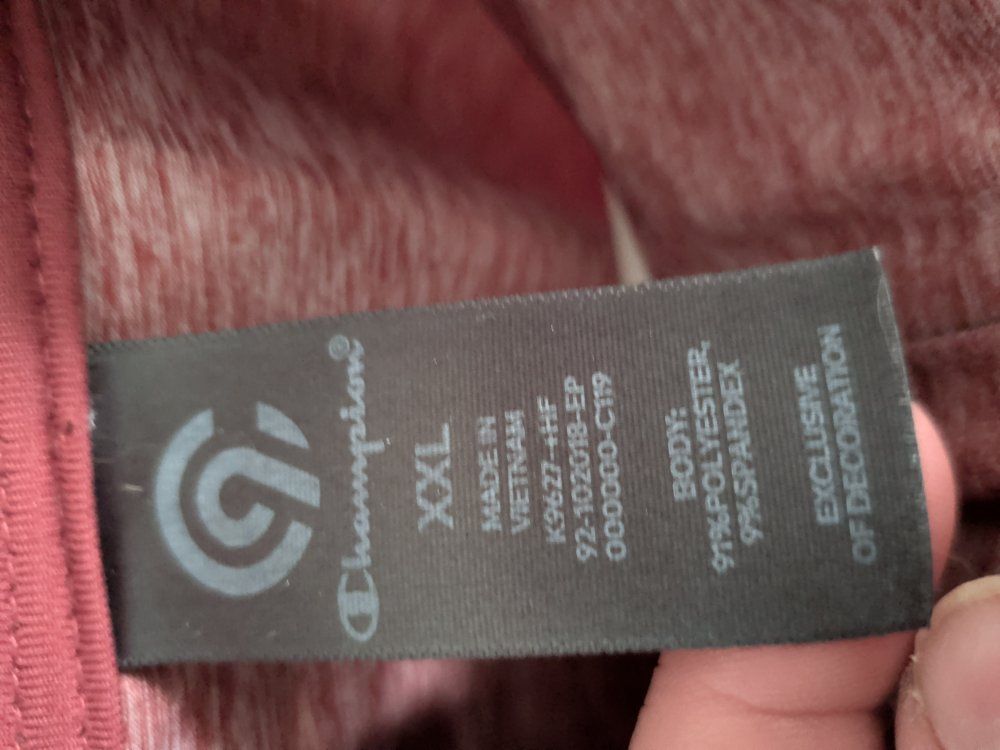 C9
Champion®
XXL
MADE IN
VIETNAM
K9627-+HF
92-102018-EP
000000-C119
BODY:
91%POLYESTER,
9%SPANDEX
EXCLUSIVE
OF DECORATION